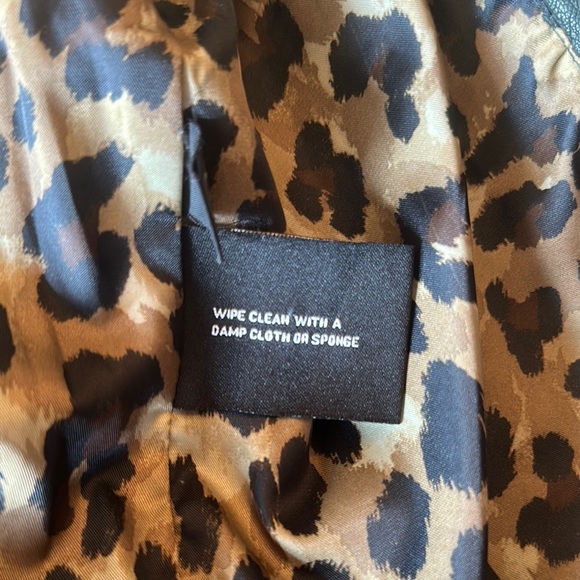 WIPE CLEAN WITH A
DAMP CLOTH OR SPONGE